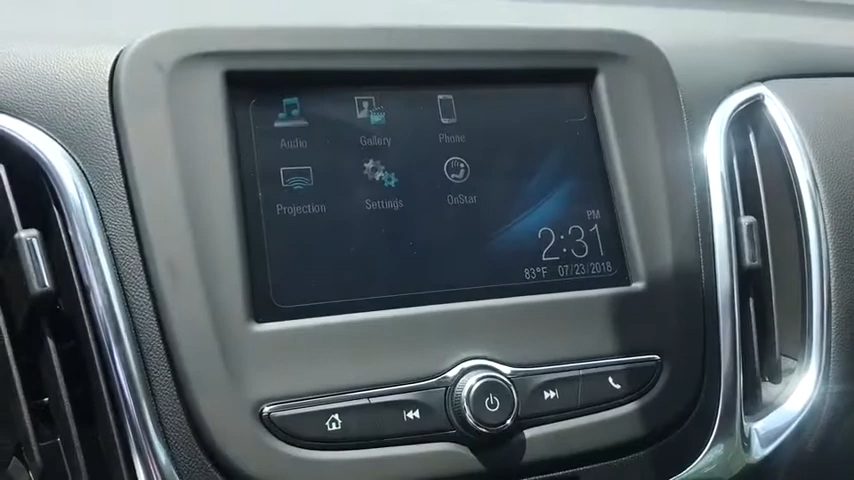 Audio Gallery Phone
Projection Settings OnStar
PM
2:31
83°F 07/23/2018